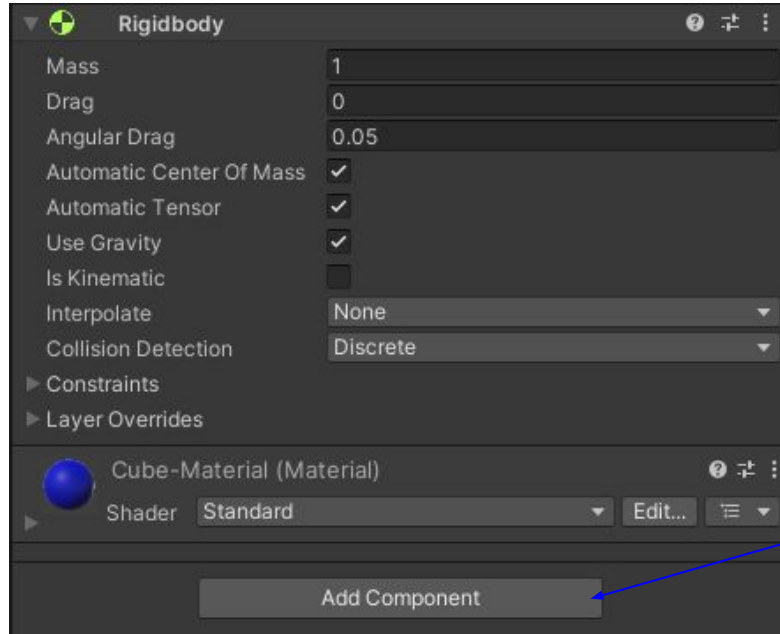 Rigidbody
Mass 1
Drag 0
Angular Drag 0.05
Automatic Center Of Mass
Automatic Tensor
Use Gravity
Is Kinematic
Interpolate None
Collision Detection Discrete
Constraints
Layer Overrides
Cube-Material (Material)
Shader Standard Edit...
Add Component